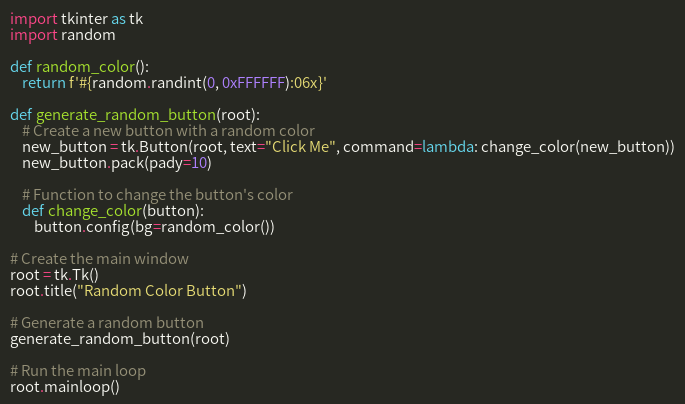 import tkinter as tk
import random

def random_color():
    return f'#{random.randint(0, 0xFFFFFF):06x}'

def generate_random_button(root):
    # Create a new button with a random color
    new_button = tk.Button(root, text="Click Me", command=lambda: change_color(new_button))
    new_button.pack(pady=10)

    # Function to change the button's color
    def change_color(button):
        button.config(bg=random_color())

# Create the main window
root = tk.Tk()
root.title("Random Color Button")

# Generate a random button
generate_random_button(root)

# Run the main loop
root.mainloop()